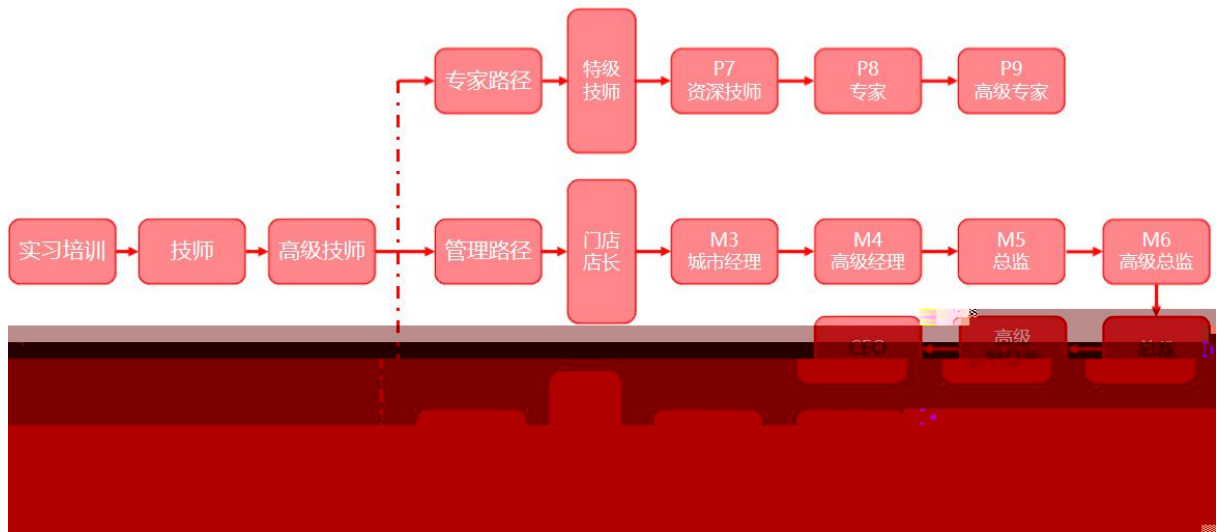 专家路径
特级
技师
P7
资深技师
P8
专家
P9
高级专家
实习培训
技师
高级技师
管理路径
门店
店长
M3
城市经理
M4
高级经理
M5
总监
M6
高级总监
CEO
高级